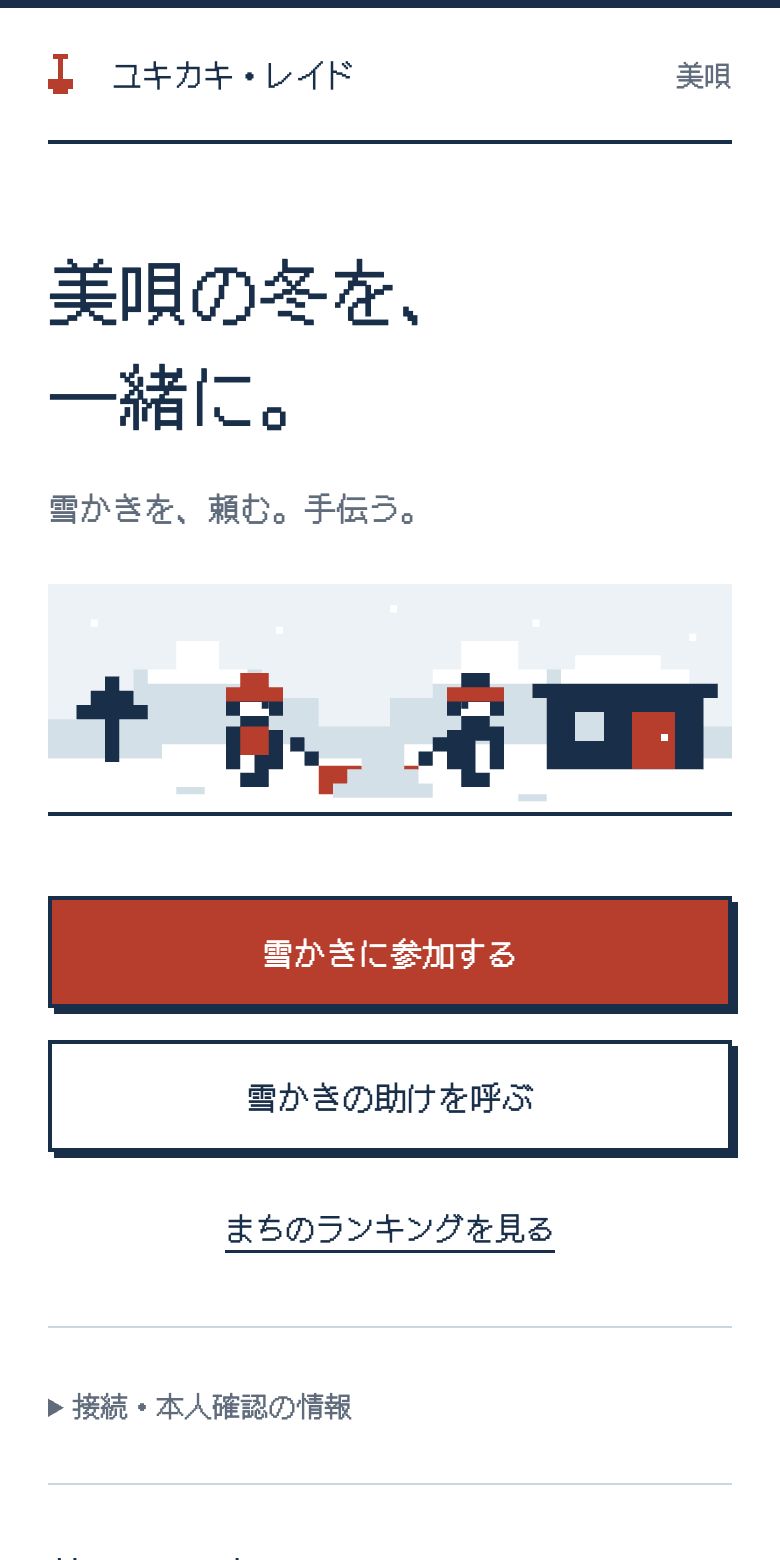 ユキカキ・レイド
美唄
美唄の冬を、
一緒に。
雪かきを、頼む。手伝う。
雪かきに参加する
雪かきの助けを呼ぶ
まちのランキングを見る
▶ 接続・本人確認の情報